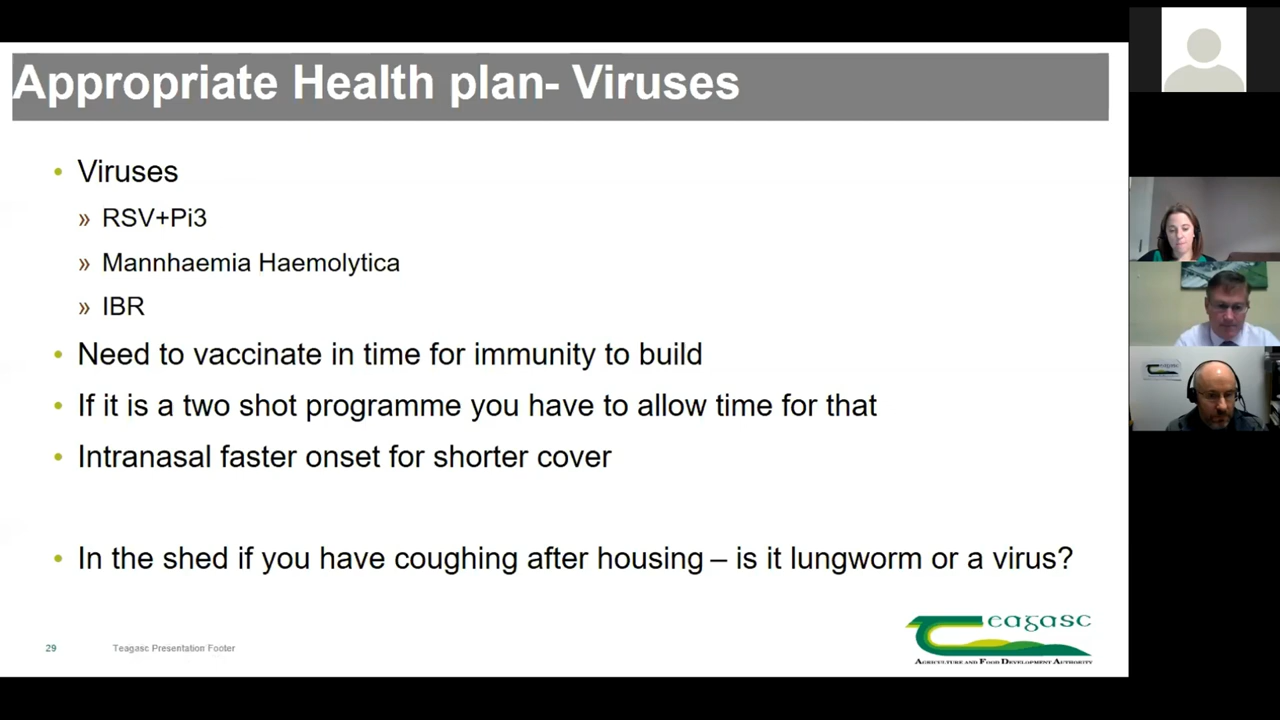 Appropriate Health plan- Viruses
• Viruses
» RSV+Pi3
» Mannhaemia Haemolytica
» IBR
• Need to vaccinate in time for immunity to build
• If it is a two shot programme you have to allow time for that
• Intranasal faster onset for shorter cover
• In the shed if you have coughing after housing – is it lungworm or a virus?
29
Teagasc Presentation Footer
Teagasc
Agriculture and Food Development Authority